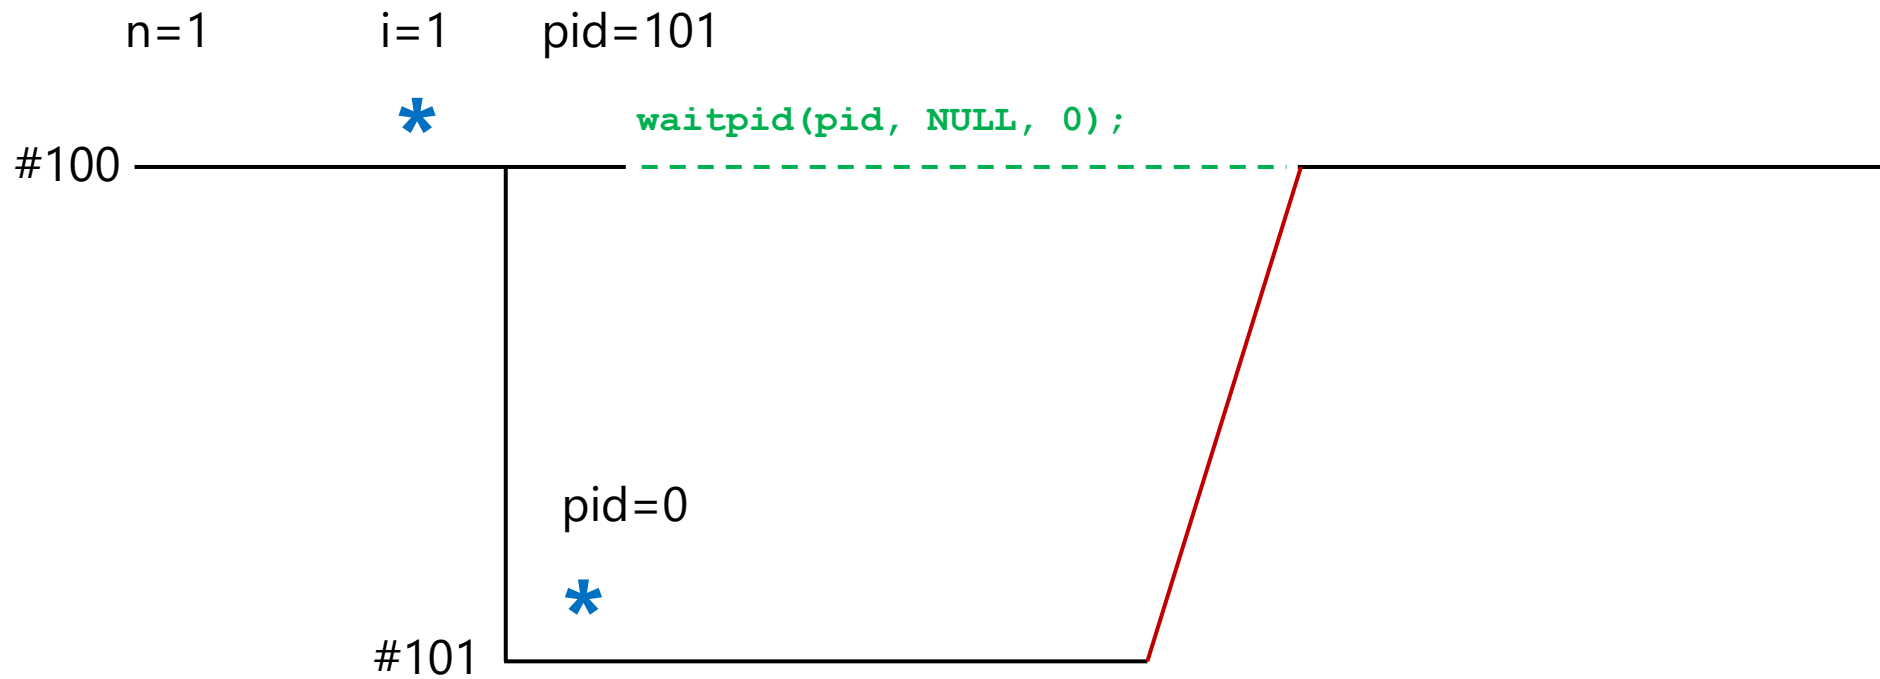 n=1 i=1 pid=101
*
waitpid(pid, NULL, 0);
#100
pid=0
*
#101